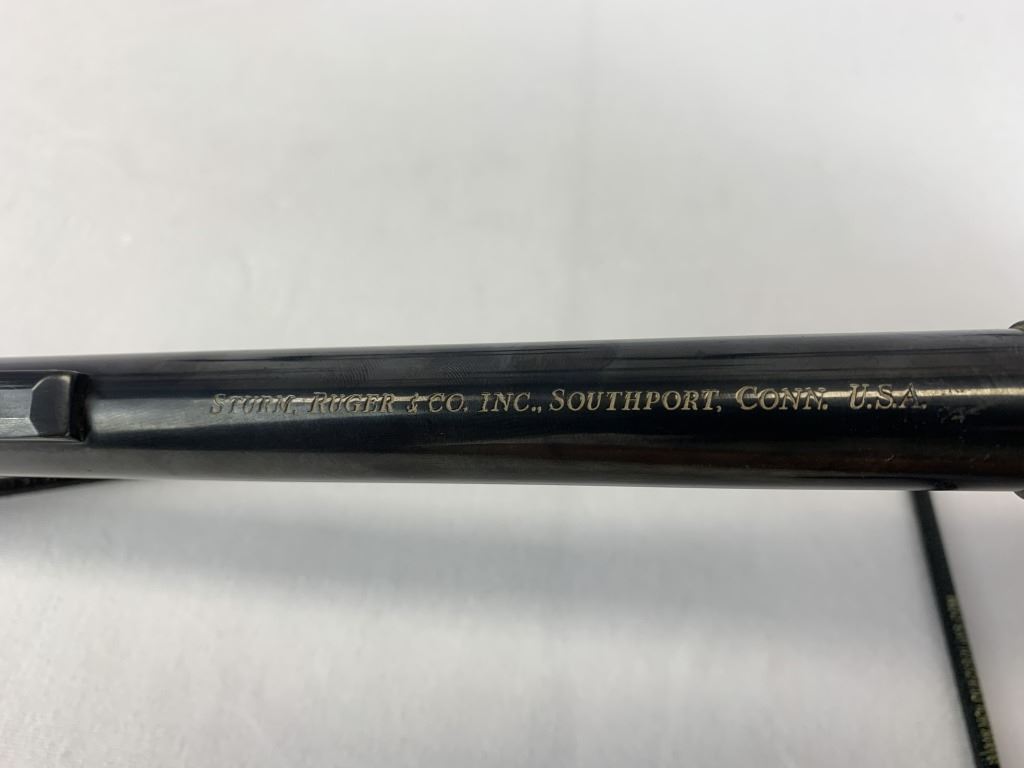 STURM, RUGER & CO. INC., SOUTHPORT, CONN. U.S.A.